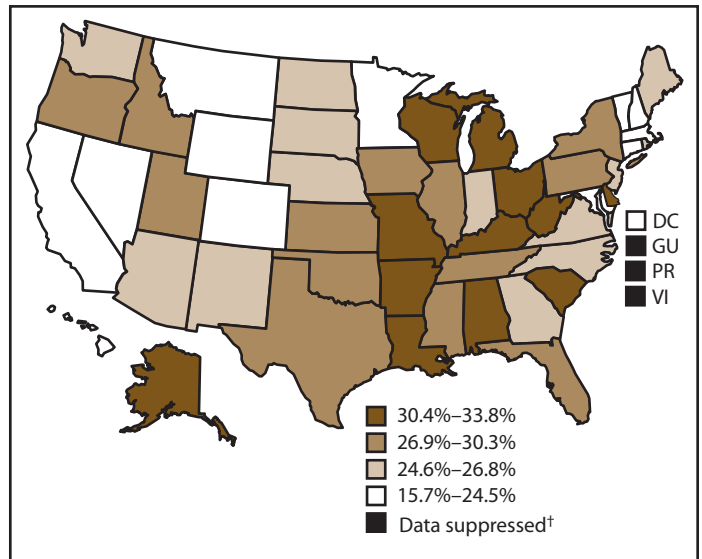 DC
GU
PR
VI
30.4%–33.8%
26.9%–30.3%
24.6%–26.8%
15.7%–24.5%
Data suppressed†